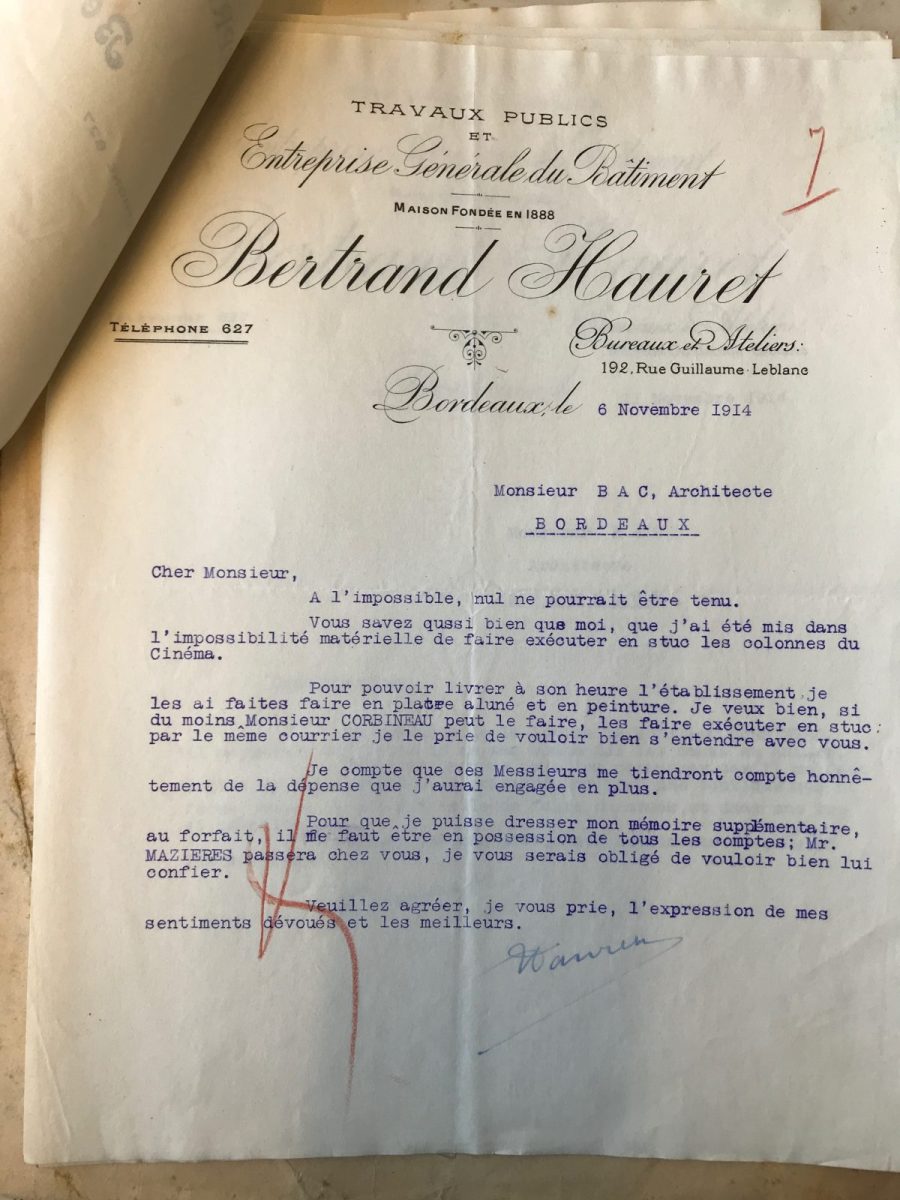 7
TRAVAUX PUBLICS
ET
Entreprise Générale du Bâtiment
MAISON FONDÉE EN 1888
Bertrand Hauret
TÉLÉPHONE 627
Bureaux et Ateliers:
192, Rue Guillaume-Leblanc
Bordeaux, le 6 Novembre 1914
Monsieur B A C, Architecte
B O R D E A U X
Cher Monsieur,
A l'impossible, nul ne pourrait être tenu.
Vous savez qussi bien que moi, que j'ai été mis dans
l'impossibilité matérielle de faire exécuter en stuc les colonnes du
Cinéma.
Pour pouvoir livrer à son heure l'établissement, je
les ai faites faire en platre aluné et en peinture. Je veux bien, si
du moins Monsieur CORBINEAU peut le faire, les faire exécuter en stuc:
par le même courrier je le prie de vouloir bien s'entendre avec vous.
Je compte que ces Messieurs me tiendront compte honnê-
tement de la dépense que j'aurai engagée en plus.
Pour que je puisse dresser mon mémoire supplémentaire,
au forfait, il me faut être en possession de tous les comptes; Mr.
MAZIERES passera chez vous, je vous serais obligé de vouloir bien lui
confier.
Veuillez agréer, je vous prie, l'expression de mes
sentiments dévoués et les meilleurs.